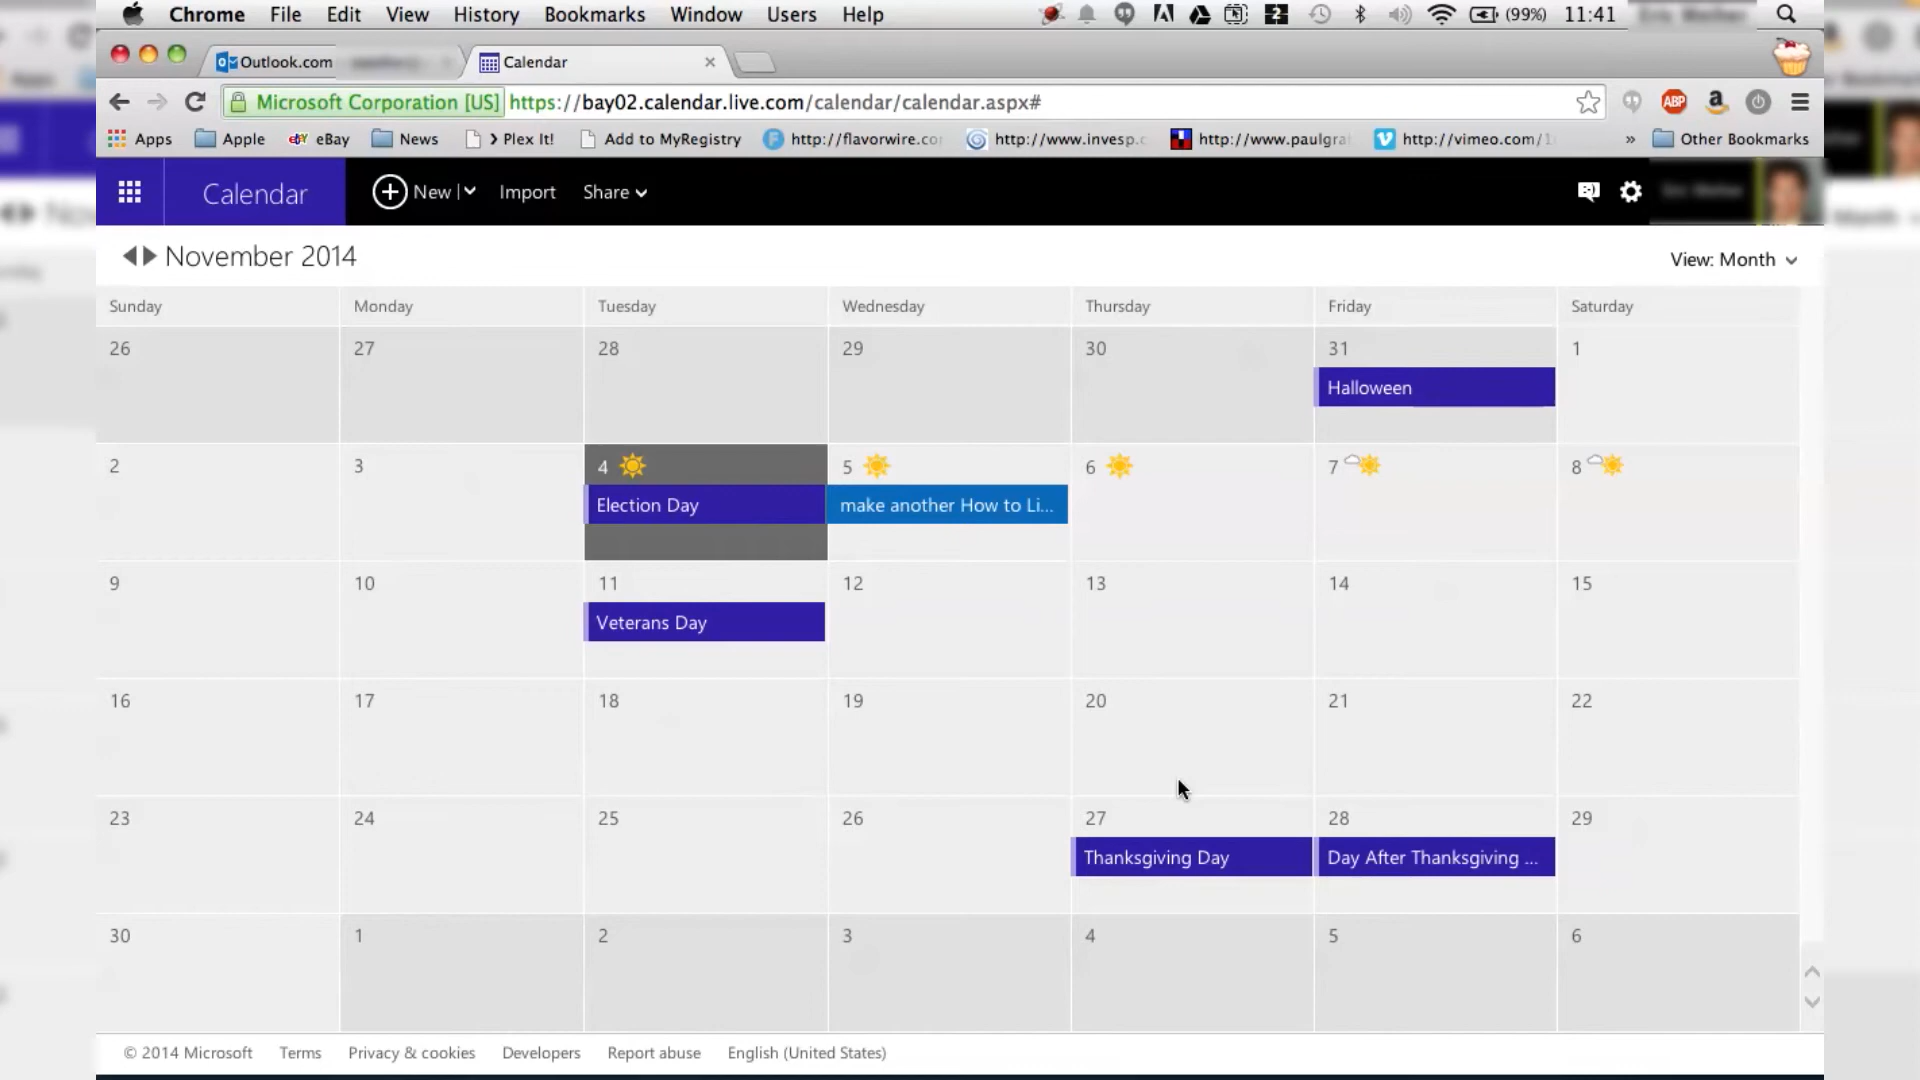 Chrome File Edit View History Bookmarks Window Users Help (99%) 11:41
Outlook.com Calendar
Microsoft Corporation [US] https://bay02.calendar.live.com/calendar/calendar.aspx#
Apps Apple eBay News > Plex It! Add to MyRegistry http://flavorwire.co http://www.invesp.c http://www.paulgra http://vimeo.com/1 » Other Bookmarks
Calendar New Import Share
November 2014 View: Month
Sunday Monday Tuesday Wednesday Thursday Friday Saturday
26 27 28 29 30 31 1
Halloween
2 3 4 5 6 7 8
Election Day make another How to Li...
9 10 11 12 13 14 15
Veterans Day
16 17 18 19 20 21 22
23 24 25 26 27 28 29
Thanksgiving Day Day After Thanksgiving ...
30 1 2 3 4 5 6
© 2014 Microsoft Terms Privacy & cookies Developers Report abuse English (United States)